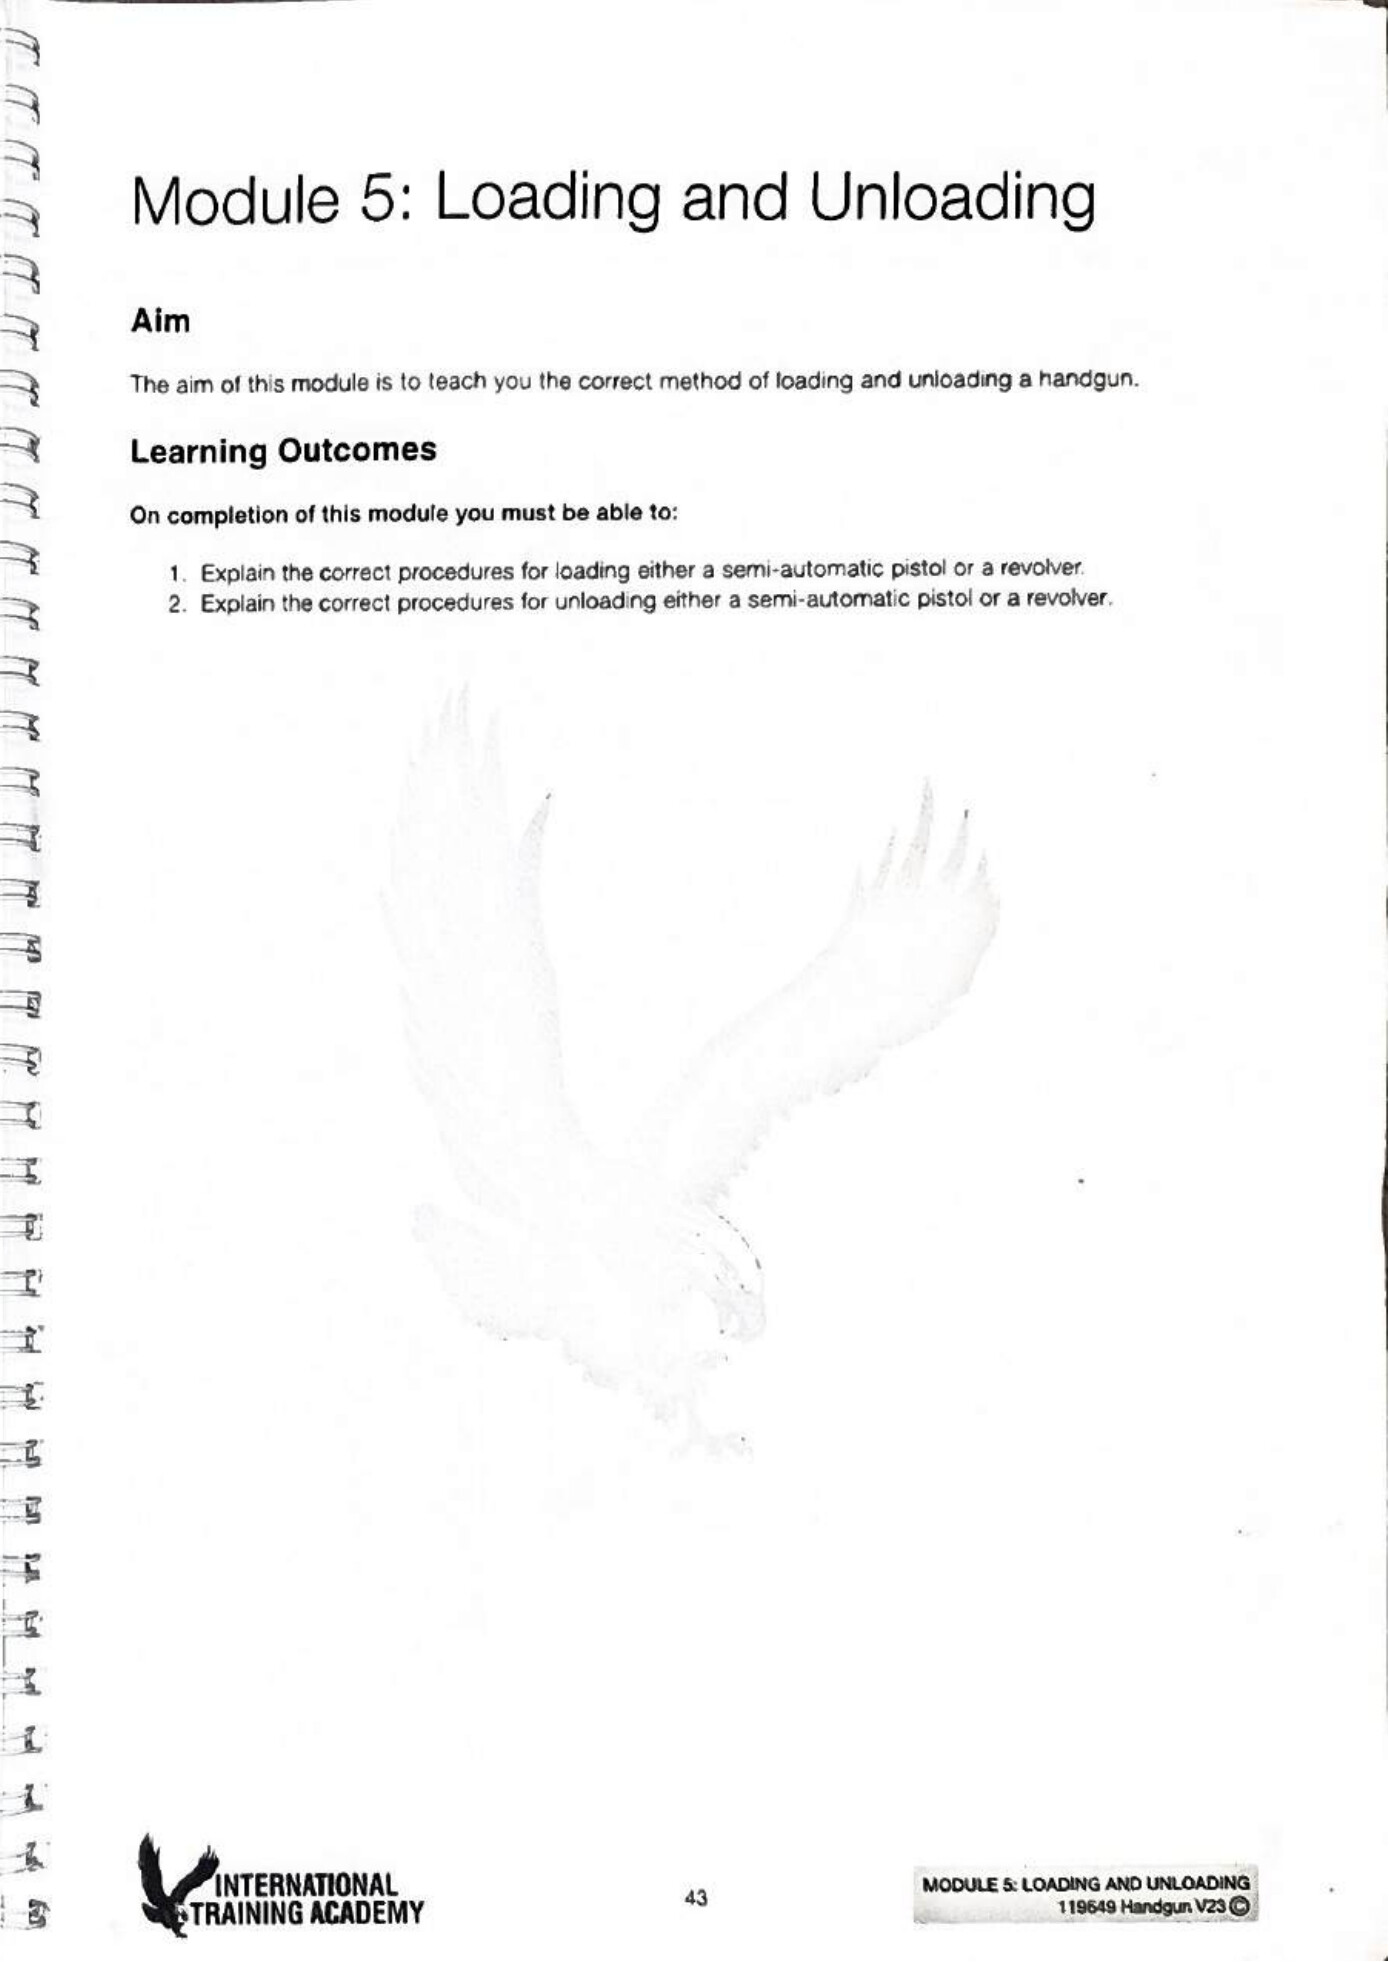 Module 5: Loading and Unloading
Aim
The aim of this module is to teach you the correct method of loading and unloading a handgun.
Learning Outcomes
On completion of this module you must be able to:
1. Explain the correct procedures for loading either a semi-automatic pistol or a revolver.
2. Explain the correct procedures for unloading either a semi-automatic pistol or a revolver.
INTERNATIONAL
TRAINING ACADEMY
43
MODULE 5: LOADING AND UNLOADING
119649 Handgun V23 ©